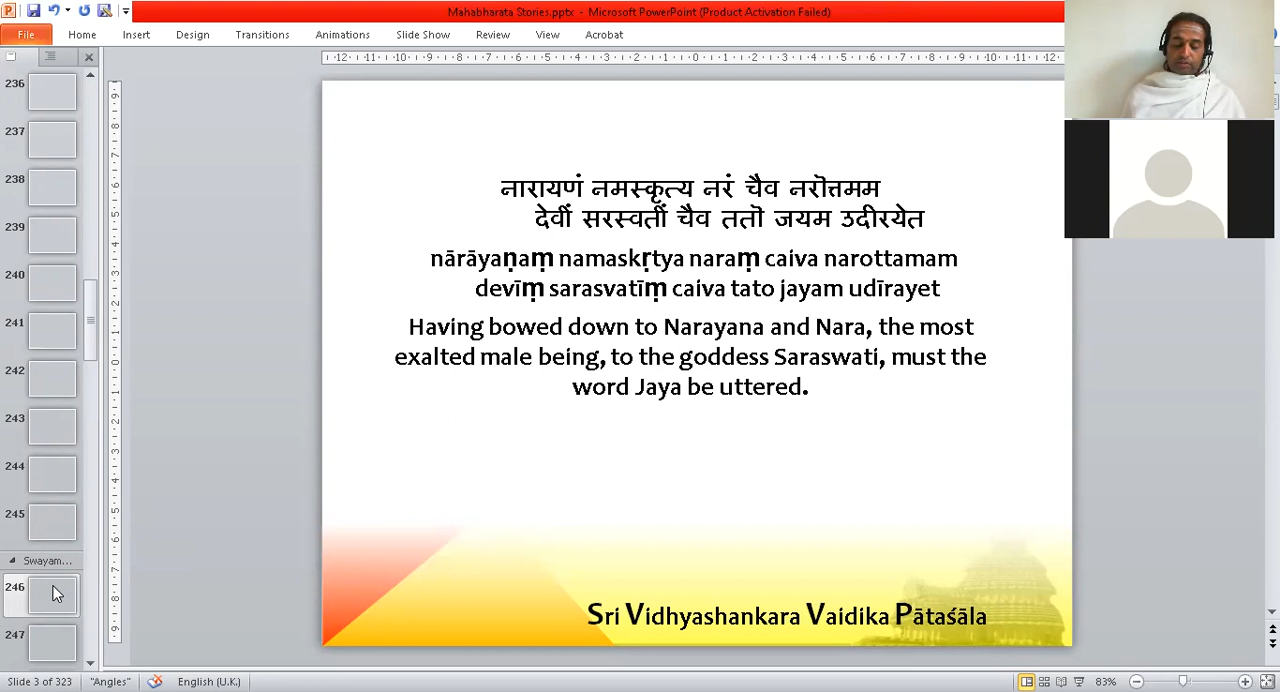 Mahabharata Stories.pptx - Microsoft PowerPoint (Product Activation Failed)
File Home Insert Design Transitions Animations Slide Show Review View Acrobat
236
237
238
239
240
241
242
243
244
245
Swayam...
246
247
नारायणं नमस्कृत्य नरं चैव नरॊत्तमम
देवीं सरस्वतीं चैव ततॊ जयम उदीरयेत
nārāyaṇaṃ namaskṛtya naraṃ caiva narottamam
devīṃ sarasvatīṃ caiva tato jayam udīrayet
Having bowed down to Narayana and Nara, the most
exalted male being, to the goddess Saraswati, must the
word Jaya be uttered.
Sri Vidhyashankara Vaidika Pātaśāla
Slide 3 of 323 "Angles" English (U.K.) 83%